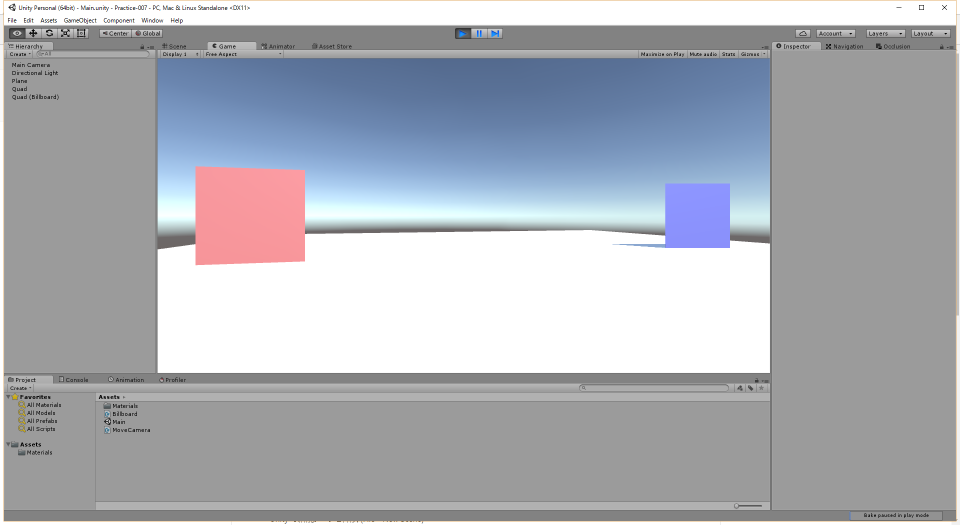 Unity Personal (64bit) - Main.unity - Practice-007 - PC, Mac & Linux Standalone <DX11>
File Edit Assets GameObject Component Window Help
Center Global Account Layers Layout
Hierarchy Scene Game Animator Asset Store Inspector Navigation Occlusion
Create All Display 1 Free Aspect Maximize on Play Mute audio Stats Gizmos
Main Camera
Directional Light
Plane
Quad
Quad (Billboard)
Project Console Animation Profiler
Create
Favorites Assets
All Materials Materials
All Models Billboard
All Prefabs Main
All Scripts MoveCamera
Assets
Materials
Bake paused in play mode